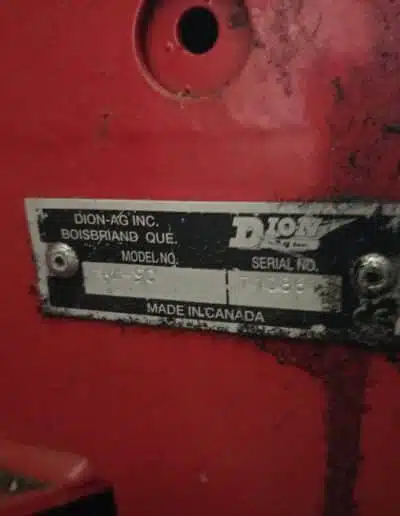 DION-AG INC.
BOISBRIAND QUE.
DION
MODEL NO.
SERIAL NO.
MADE IN CANADA